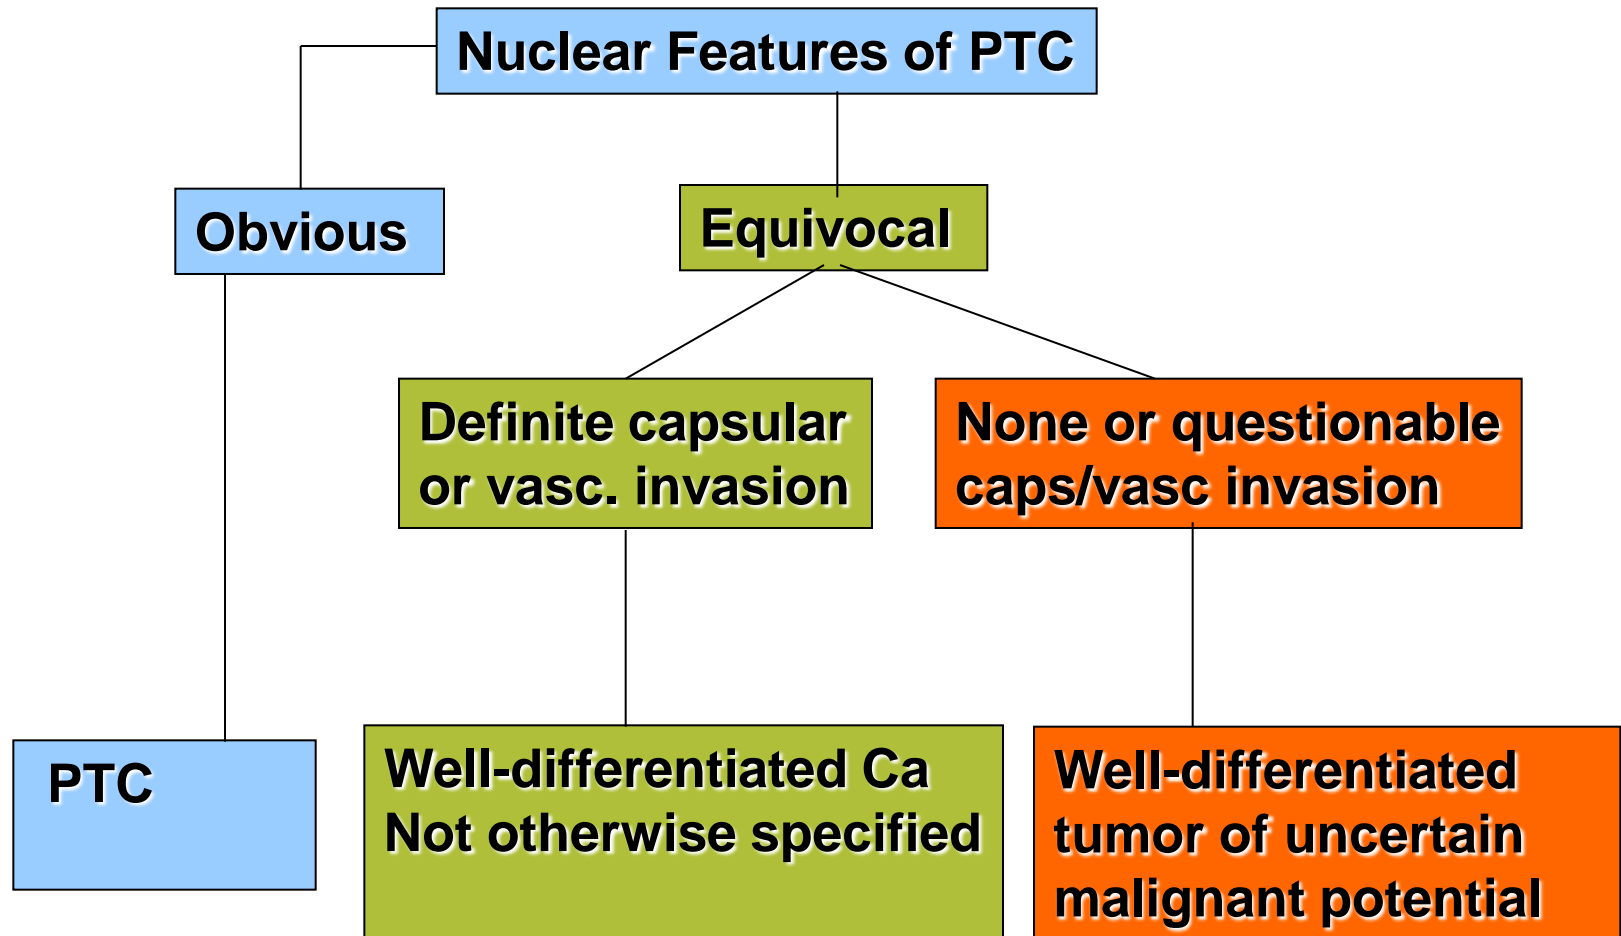 Nuclear Features of PTC
Obvious
Equivocal
Definite capsular
or vasc. invasion
None or questionable
caps/vasc invasion
PTC
Well-differentiated Ca
Not otherwise specified
Well-differentiated
tumor of uncertain
malignant potential